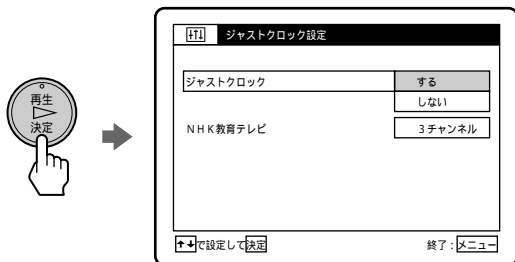 再生
決定
ジャストクロック設定
ジャストクロック する
しない
NHK教育テレビ 3チャンネル
↑↓で設定して決定 終了:メニュー